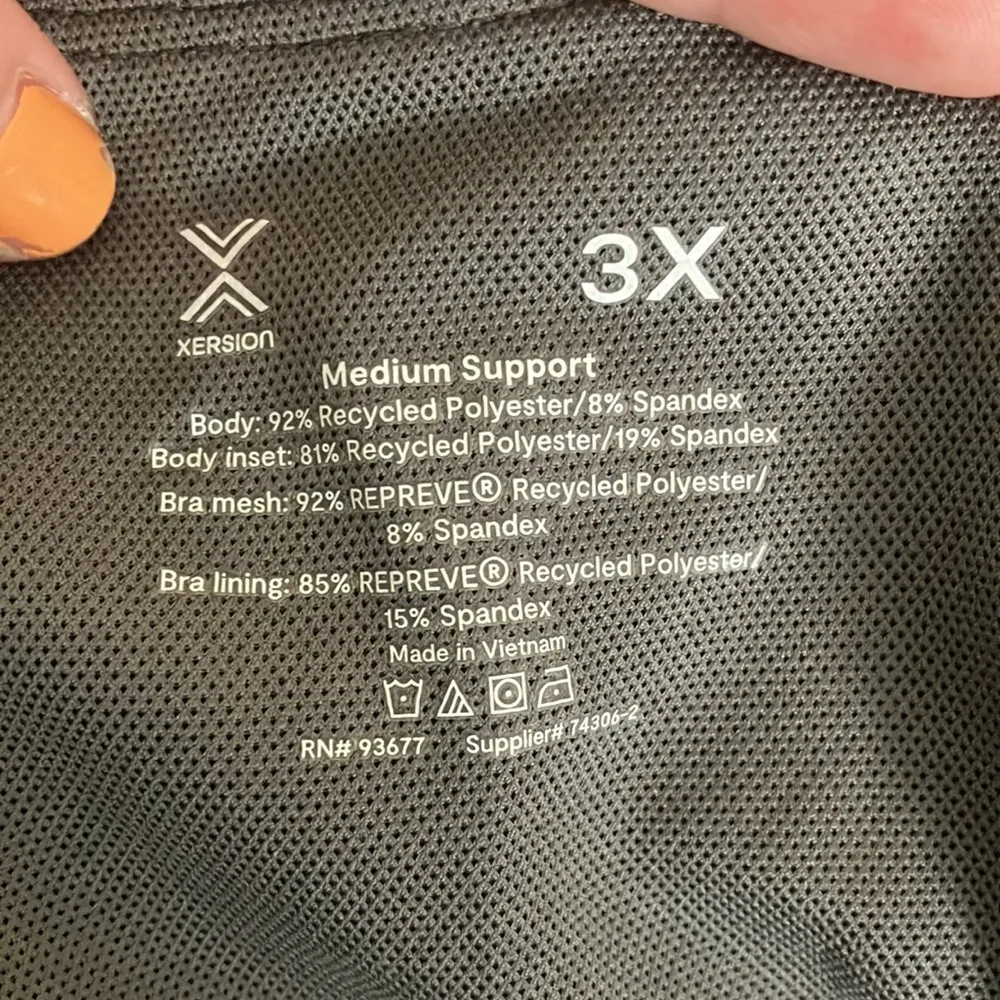 XERSION
3X
Medium Support
Body: 92% Recycled Polyester/8% Spandex
Body inset: 81% Recycled Polyester/19% Spandex
Bra mesh: 92% REPREVE® Recycled Polyester/
8% Spandex
Bra lining: 85% REPREVE® Recycled Polyester/
15% Spandex
Made in Vietnam
RN# 93677 Supplier# 74306-2